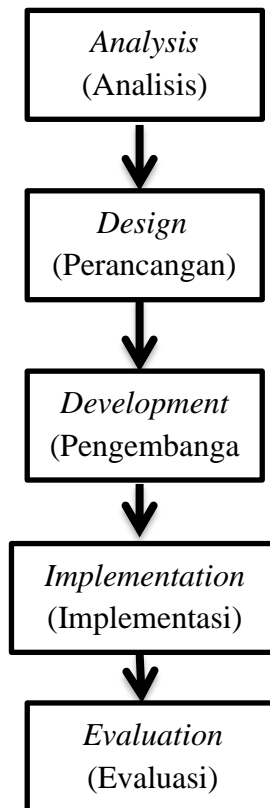 Analysis
(Analisis)
Design
(Perancangan)
Development
(Pengembanga
Implementation
(Implementasi)
Evaluation
(Evaluasi)